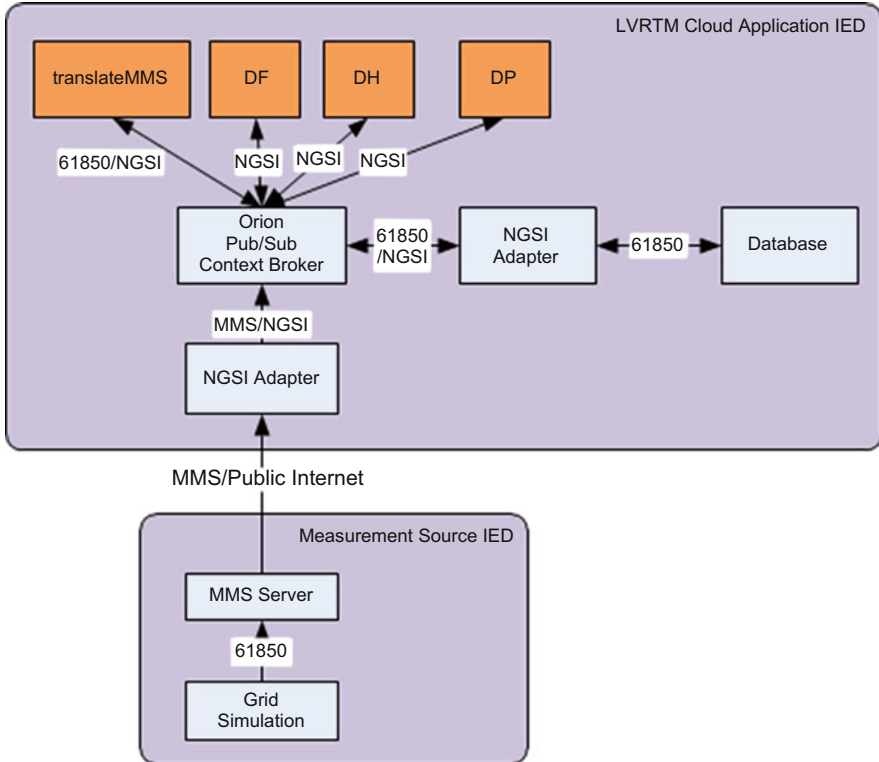 LVRTM Cloud Application IED
translateMMS
DF
DH
DP
61850/NGSI
NGSI
NGSI
NGSI
Orion
Pub/Sub
Context Broker
61850
/NGSI
NGSI
Adapter
61850
Database
MMS/NGSI
NGSI Adapter
MMS/Public Internet
Measurement Source IED
MMS Server
61850
Grid
Simulation